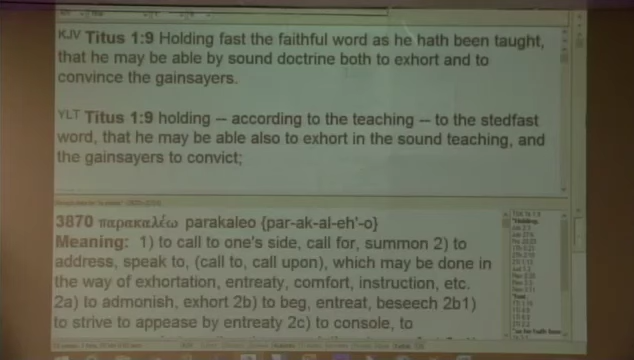 KJV Titus 1:9 Holding fast the faithful word as he hath been taught,
that he may be able by sound doctrine both to exhort and to
convince the gainsayers.
YLT Titus 1:9 holding – according to the teaching – to the stedfast
word, that he may be able also to exhort in the sound teaching, and
the gainsayers to convict;
3870 παρακαλέω parakaleo {par-ak-al-eh'-o}
Meaning: 1) to call to one's side, call for, summon 2) to
address, speak to, (call to, call upon), which may be done in
the way of exhortation, entreaty, comfort, instruction, etc.
2a) to admonish, exhort 2b) to beg, entreat, beseech 2b1)
to strive to appease by entreaty 2c) to console, to